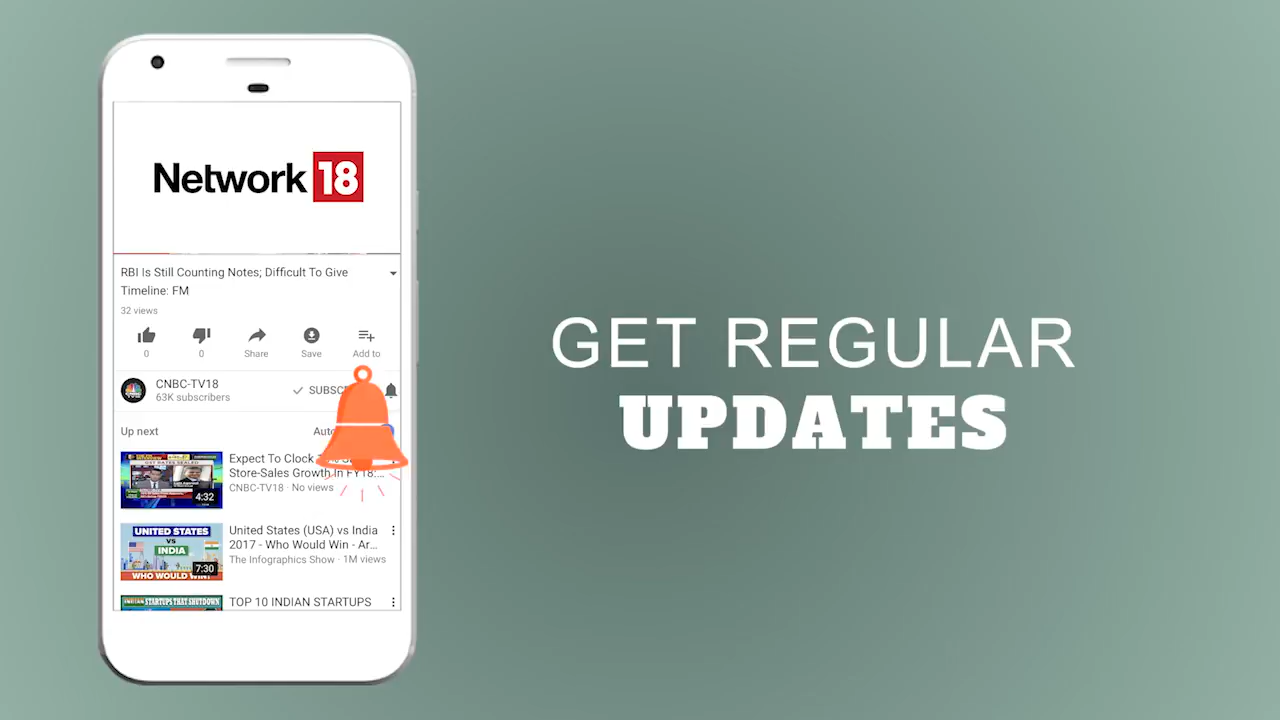 Network 18
RBI Is Still Counting Notes; Difficult To Give
Timeline: FM
32 views
0
0
Share
Save
Add to
CNBC-TV18
63K subscribers
Up next
Expect To Clock
Store-Sales Growth In FY18:...
CNBC-TV18 · No views
4:32
UNITED STATES
VS
INDIA
WHO WOULD WIN?
7:30
United States (USA) vs India
2017 - Who Would Win - Ar...
The Infographics Show · 1M views
STARTUPS THAT SHUTDOWN
TOP 10 INDIAN STARTUPS
GET REGULAR
UPDATES